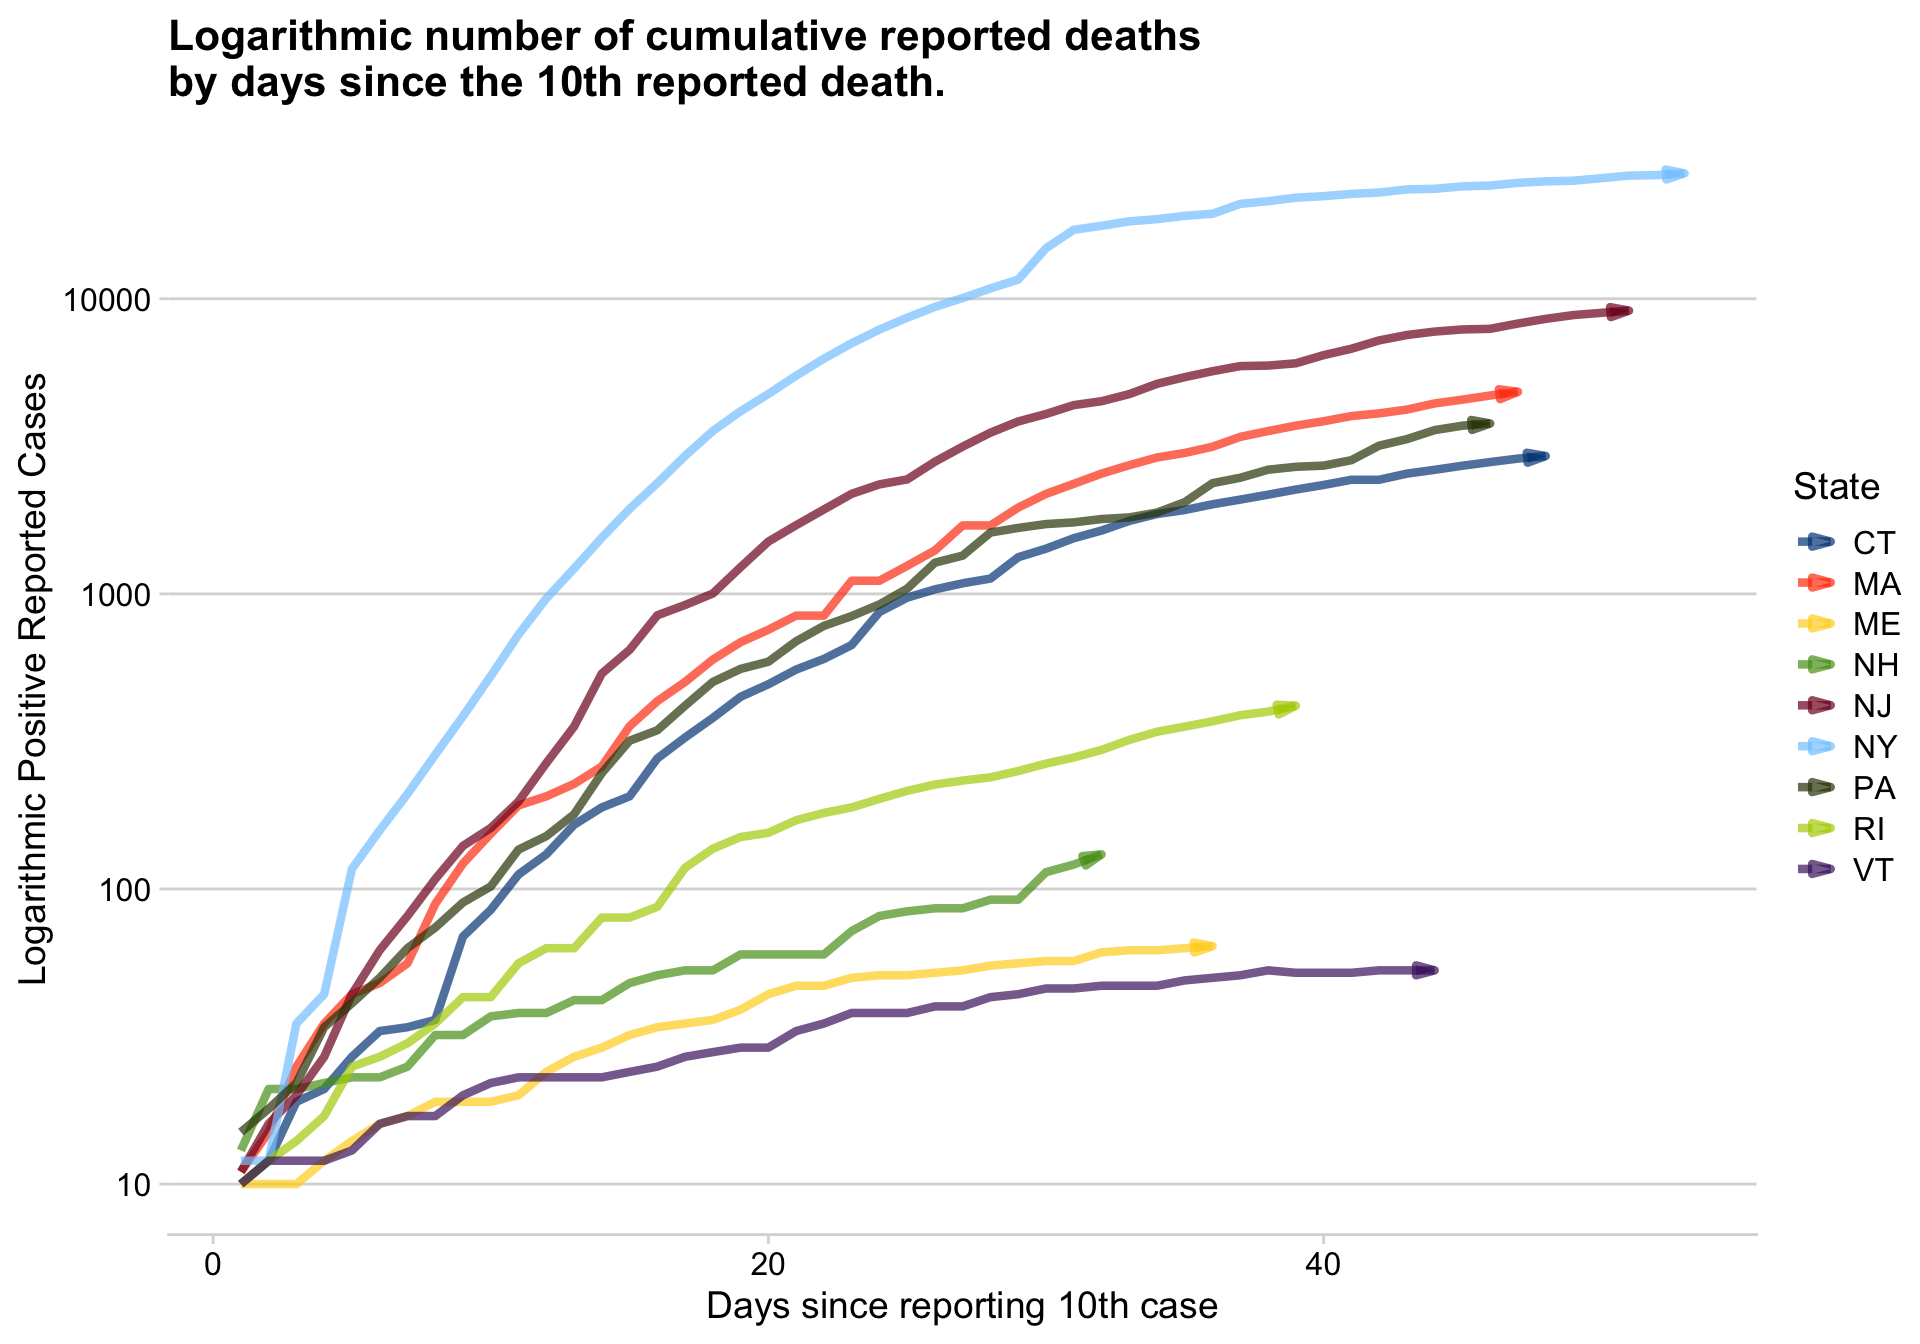 Logarithmic number of cumulative reported deaths
by days since the 10th reported death.
Logarithmic Positive Reported Cases
10000
1000
100
10
0
20
40
Days since reporting 10th case
State
CT
MA
ME
NH
NJ
NY
PA
RI
VT